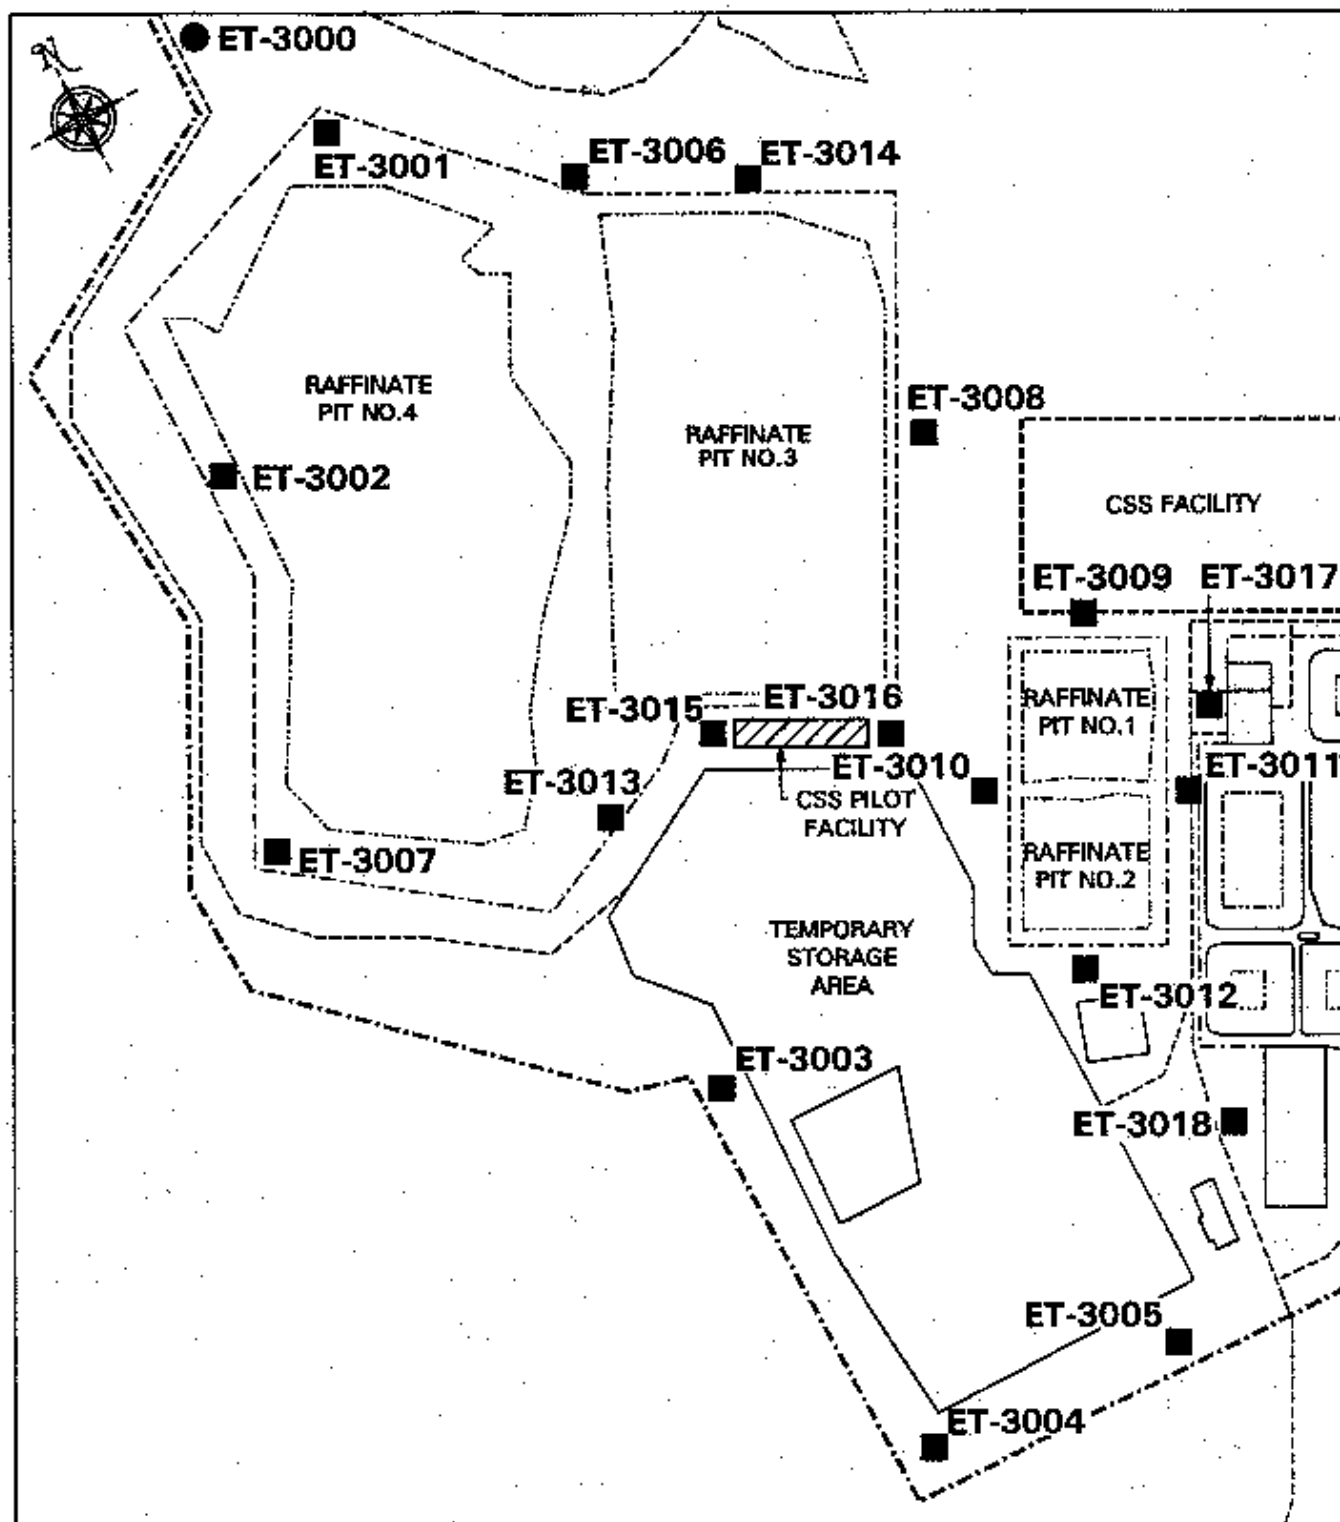 ET-3000
N
ET-3001
ET-3006
ET-3014
RAFFINATE
PIT NO.4
ET-3008
RAFFINATE
PIT NO.3
ET-3002
CSS FACILITY
ET-3009
ET-3017
ET-3015
ET-3016
RAFFINATE
PIT NO.1
ET-3010
ET-3011
ET-3013
CSS PILOT
FACILITY
ET-3007
RAFFINATE
PIT NO.2
TEMPORARY
STORAGE
AREA
ET-3012
ET-3003
ET-3018
ET-3005
ET-3004